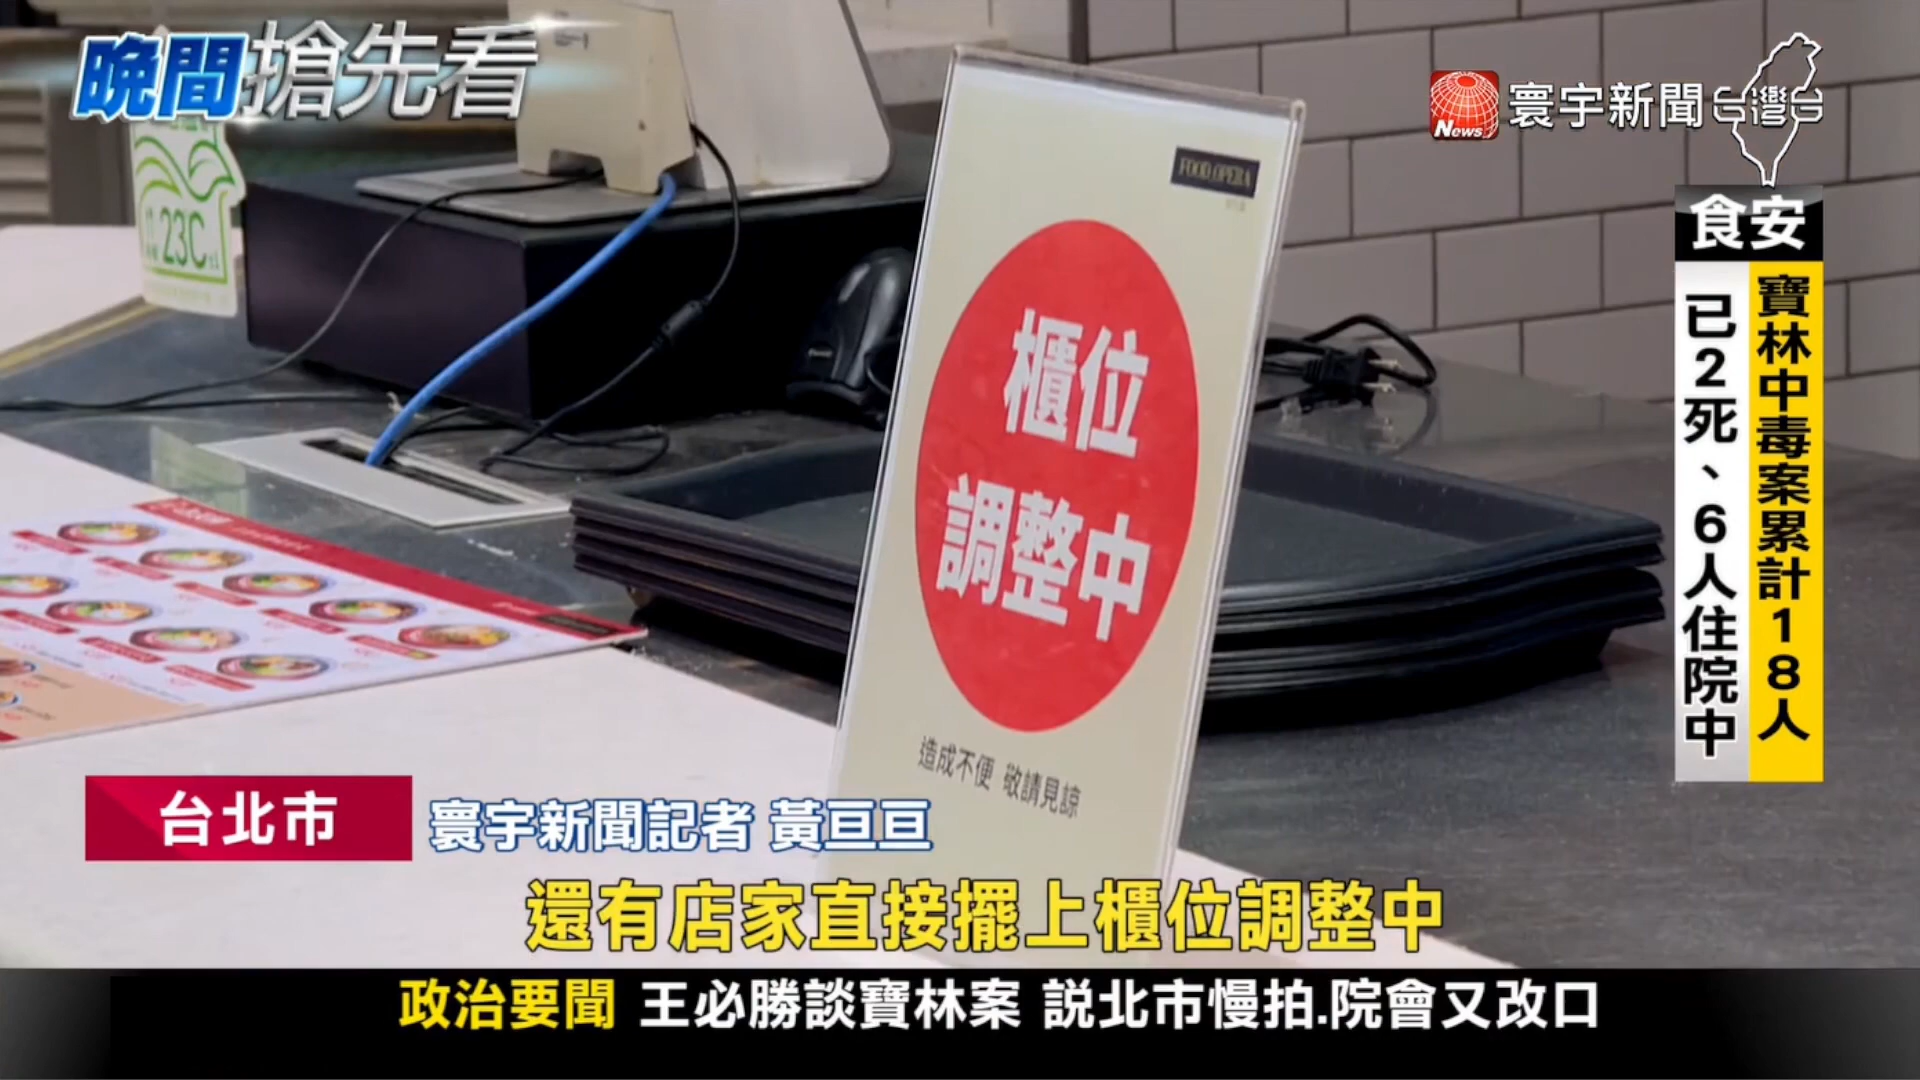 晚間搶先看
News
寰宇新聞台灣台
食安
寶林中毒案累計18人
已2死、6人住院中
23C
FOOD OPERA
櫃位
調整中
造成不便 敬請見諒
台北市
寰宇新聞記者 黃亘亘
還有店家直接擺上櫃位調整中
政治要聞 王必勝談寶林案 說北市慢拍.院會又改口